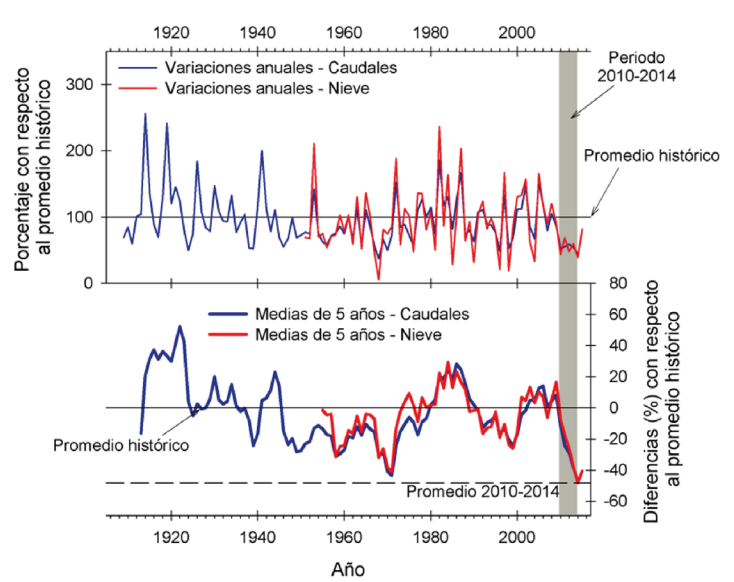 1920 1940 1960 1980 2000
Variaciones anuales - Caudales
Variaciones anuales - Nieve
Periodo
2010-2014
Promedio histórico
Porcentaje con respecto
al promedio histórico
300
200
100
0
80
60
40
20
0
-20
-40
-60
Medias de 5 años - Caudales
Medias de 5 años - Nieve
Promedio histórico
Promedio 2010-2014
Diferencias (%) con respecto
al promedio histórico
1920 1940 1960 1980 2000
Año